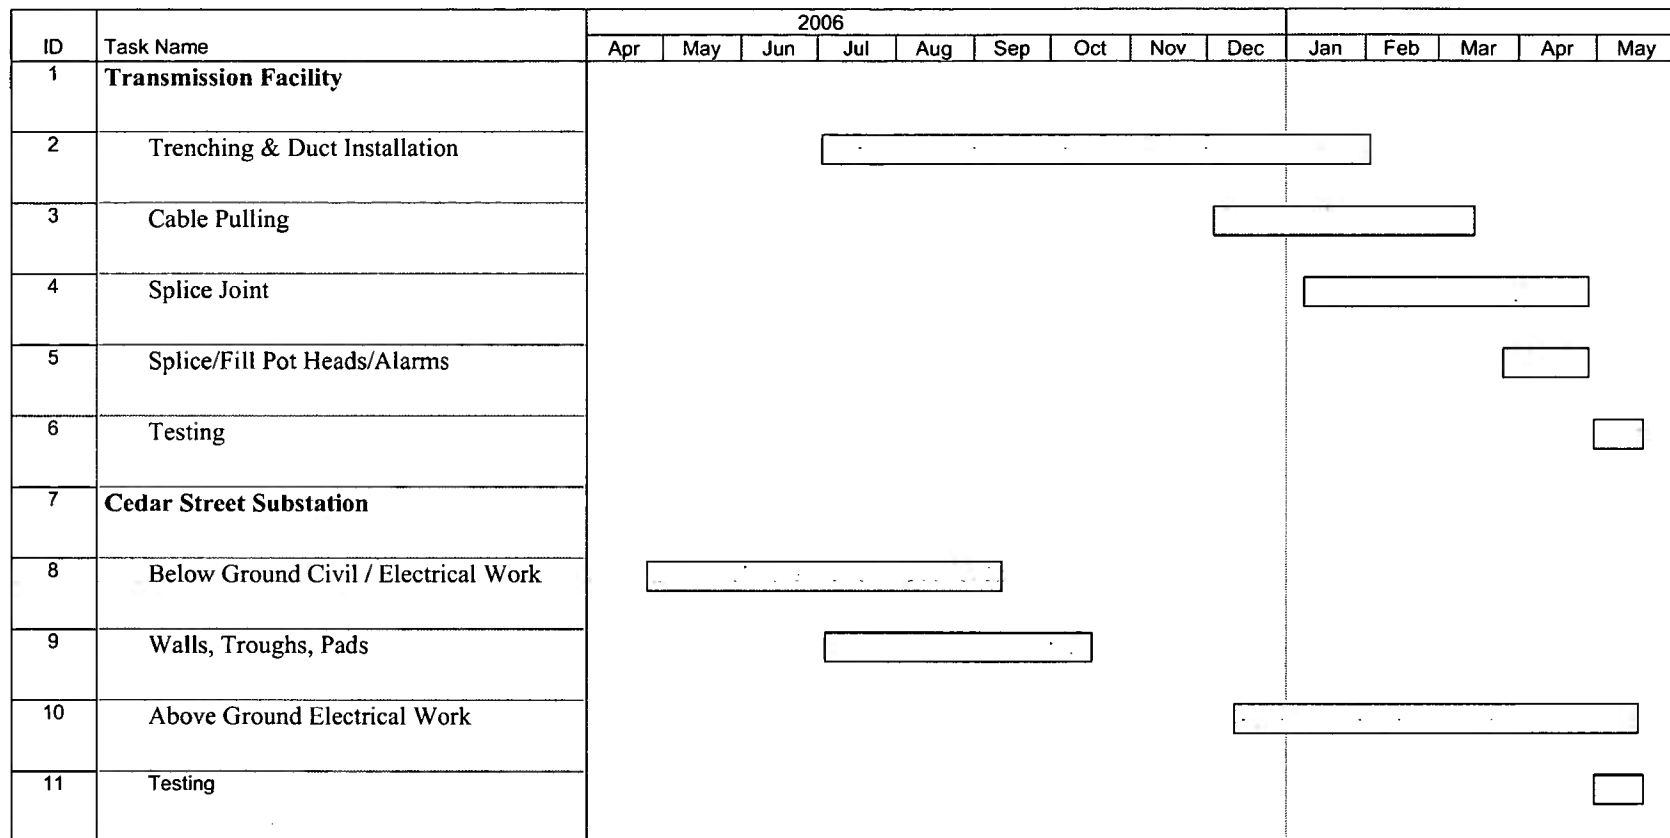 2006
ID Task Name Apr May Jun Jul Aug Sep Oct Nov Dec Jan Feb Mar Apr May
1 Transmission Facility
2 Trenching & Duct Installation
3 Cable Pulling
4 Splice Joint
5 Splice/Fill Pot Heads/Alarms
6 Testing
7 Cedar Street Substation
8 Below Ground Civil / Electrical Work
9 Walls, Troughs, Pads
10 Above Ground Electrical Work
11 Testing